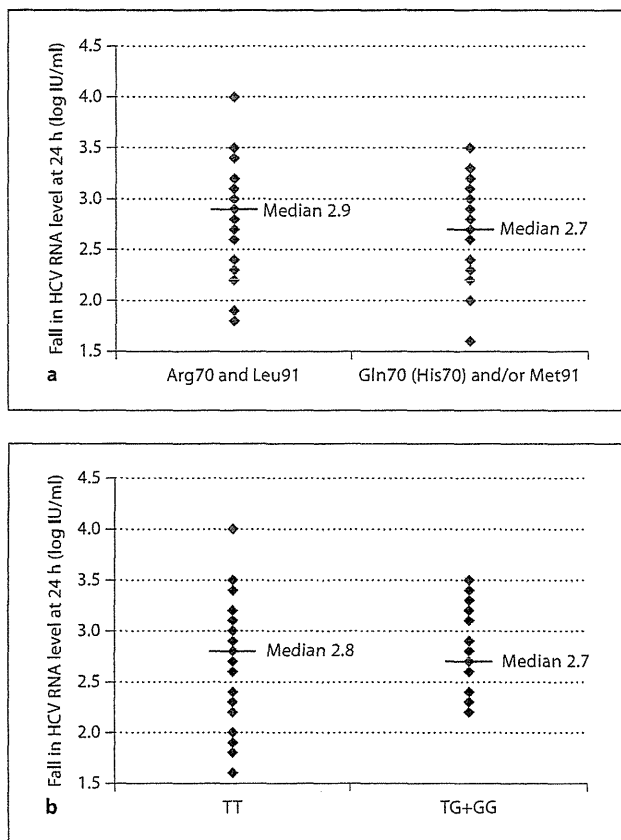 Fall in HCV RNA level at 24 h (log IU/ml)
4.5
4.0
3.5
3.0
2.5
2.0
1.5
Median 2.9
Median 2.7
a
Arg70 and Leu91
Gln70 (His70) and/or Met91
Fall in HCV RNA level at 24 h (log IU/ml)
4.5
4.0
3.5
3.0
2.5
2.0
1.5
Median 2.8
Median 2.7
b
TT
TG+GG